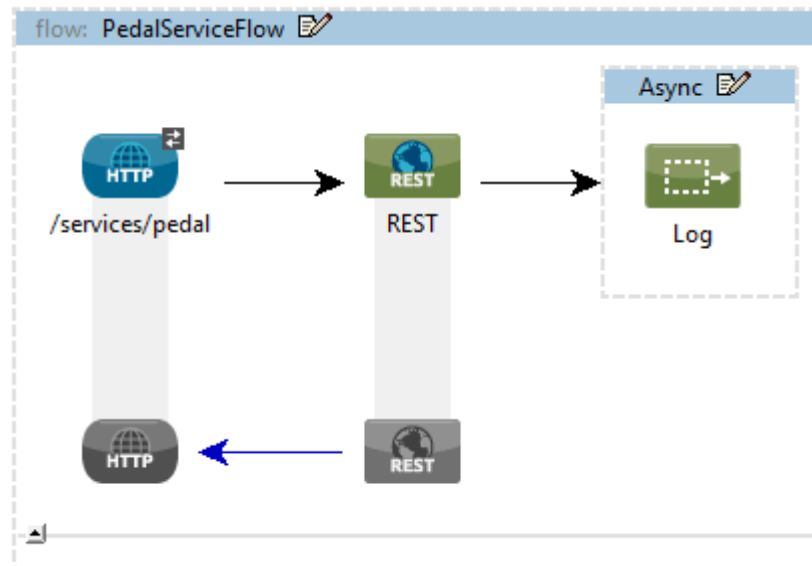 flow: PedalServiceFlow
Async
HTTP
REST
/services/pedal
REST
Log
HTTP
REST